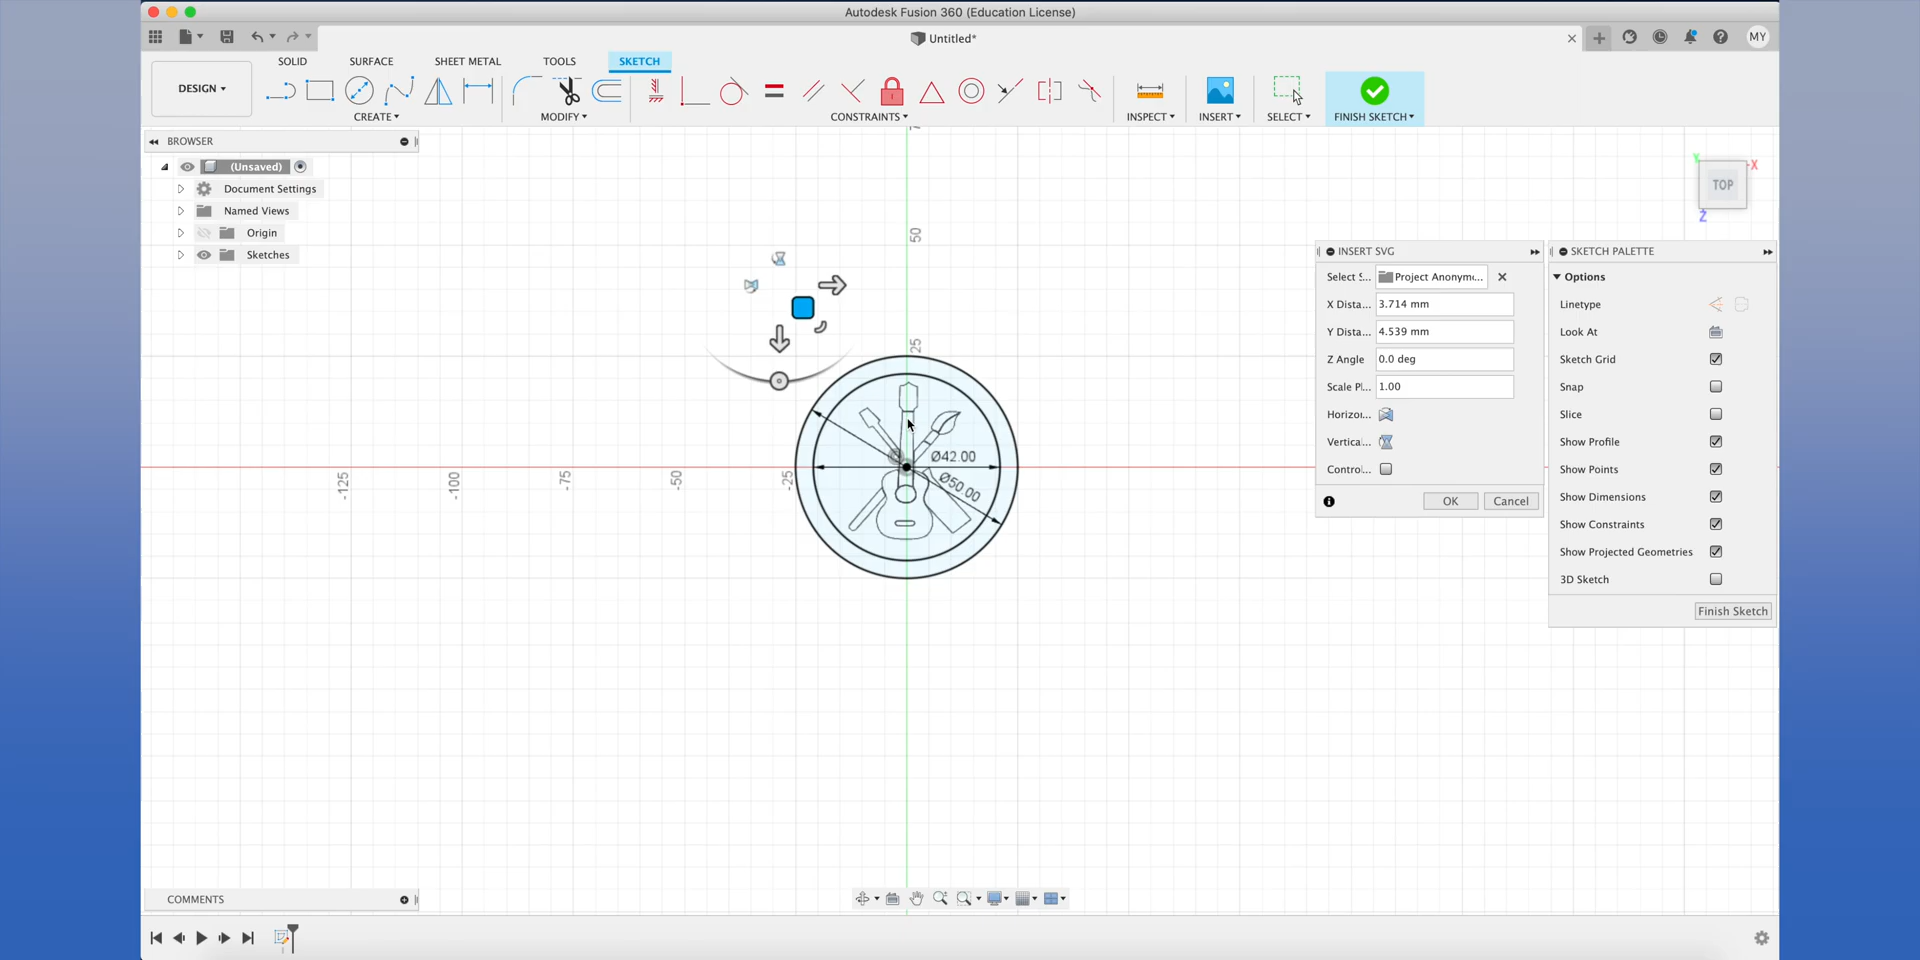 Autodesk Fusion 360 (Education License)
Untitled*
MY
SOLID
SURFACE
SHEET METAL
TOOLS
SKETCH
DESIGN
CREATE
MODIFY
CONSTRAINTS
INSPECT
INSERT
SELECT
FINISH SKETCH
BROWSER
(Unsaved)
Document Settings
Named Views
Origin
Sketches
TOP
X
Y
Z
50
25
-125
-100
-75
-50
-25
Ø42.00
Ø50.00
INSERT SVG
Select S...
Project Anonym...
X Dista...
3.714 mm
Y Dista...
4.539 mm
Z Angle
0.0 deg
Scale Pl...
1.00
Horizo...
Vertica...
Contro...
OK
Cancel
SKETCH PALETTE
Options
Linetype
Look At
Sketch Grid
Snap
Slice
Show Profile
Show Points
Show Dimensions
Show Constraints
Show Projected Geometries
3D Sketch
Finish Sketch
COMMENTS